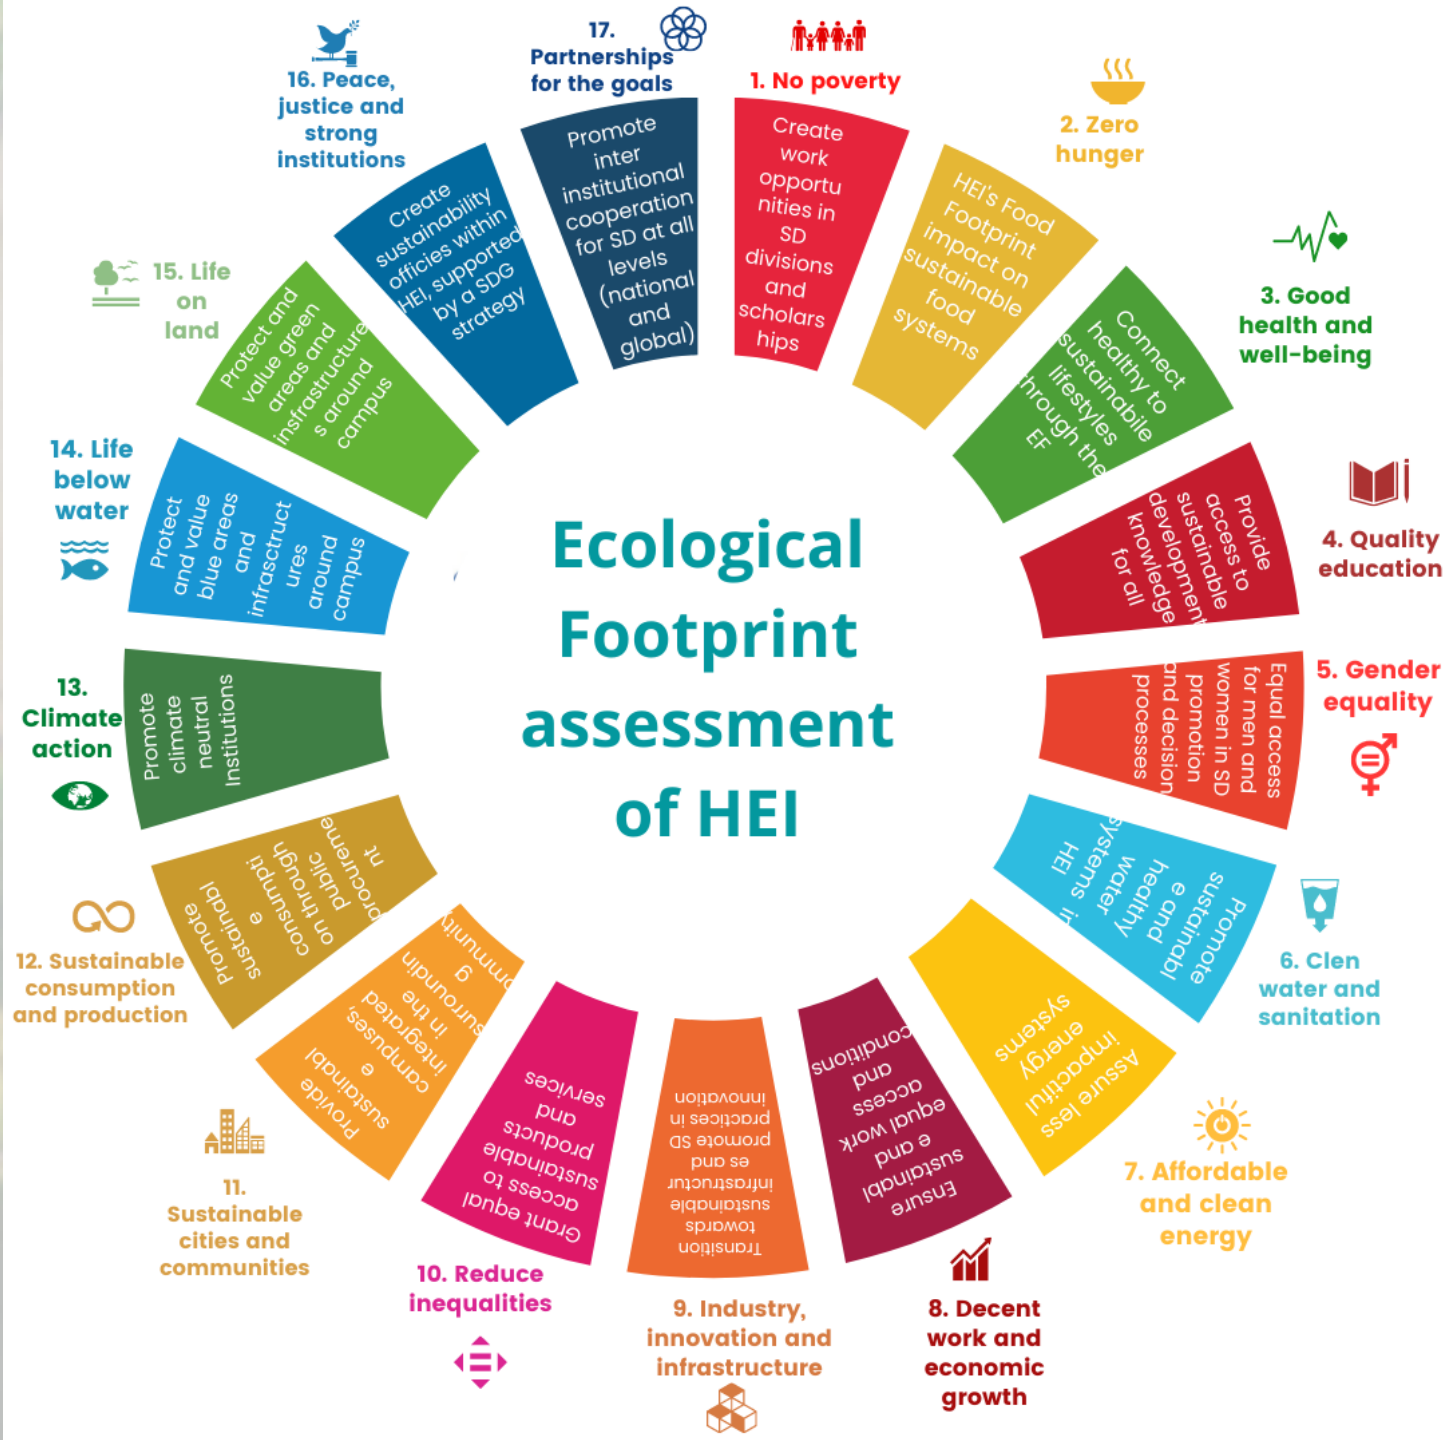 Ecological
Footprint
assessment
of HEI
1. No poverty
Create
work
opportu
nities in
SD
divisions
and
scholars
hips
2. Zero
hunger
HEI's Food
Footprint
impact on
sustainable
food
systems
3. Good
health and
well-being
Connect
healthy to
sustainabile
lifestyles
through the
EF
4. Quality
education
Provide
access to
sustainable
development
knowledge
for all
5. Gender
equality
Equal access
for men and
women in SD
promotion
and decision
processes
6. Clen
water and
sanitation
Promote
sustainabl
e and
healthy
water
systems in
HEI
7. Affordable
and clean
energy
Assure less
impactful
energy
systems
8. Decent
work and
economic
growth
Ensure
sustainabl
e and
equal work
access
and
conditions
9. Industry,
innovation and
infrastructure
Transition
towards
sustainable
infrastructur
es and
promote SD
practices in
innovation
10. Reduce
inequalities
Grant equal
access to
sustainable
products
and
services
11.
Sustainable
cities and
communities
Provide
sustainabl
e
campuses,
integrated
in the
surroundin
g
ommunity
12. Sustainable
consumption
and production
Promote
sustainabl
e
consumpti
on through
public
procureme
nt
13.
Climate
action
Promote
climate
neutral
Institutions
14. Life
below
water
Protect
and value
blue areas
and
infrasctruct
ures
around
campus
15. Life
on
land
Protect and
value green
areas and
insfrastructure
s around
campus
16. Peace,
justice and
strong
institutions
Create
sustainability
officies within
HEI, supported
by a SDG
strategy
17.
Partnerships
for the goals
Promote
inter
institutional
cooperation
for SD at all
levels
(national
and
global)